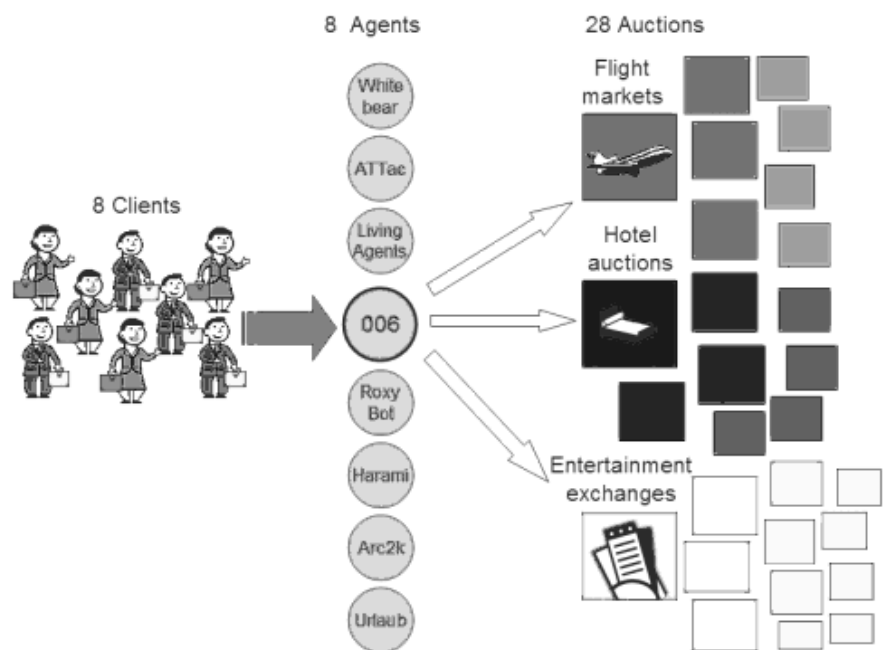 8 Agents
28 Auctions
White
bear
ATTac
Living
Agents
006
Roxy
Bot
Harami
Arc2k
Urlaub
8 Clients
Flight
markets
Hotel
auctions
Entertainment
exchanges